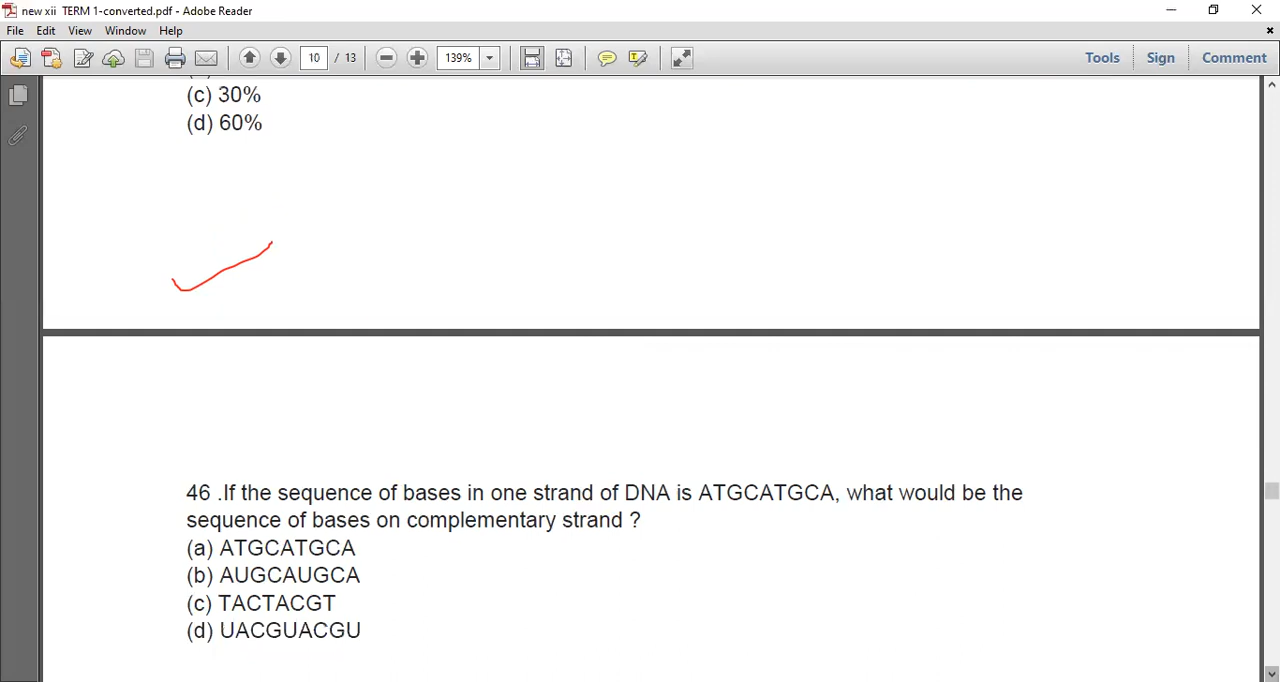 new xii TERM 1-converted.pdf - Adobe Reader
File Edit View Window Help
10 / 13 139% Tools Sign Comment
(c) 30%
(d) 60%
46 .If the sequence of bases in one strand of DNA is ATGCATGCA, what would be the
sequence of bases on complementary strand ?
(a) ATGCATGCA
(b) AUGCAUGCA
(c) TACTACGT
(d) UACGUACGU